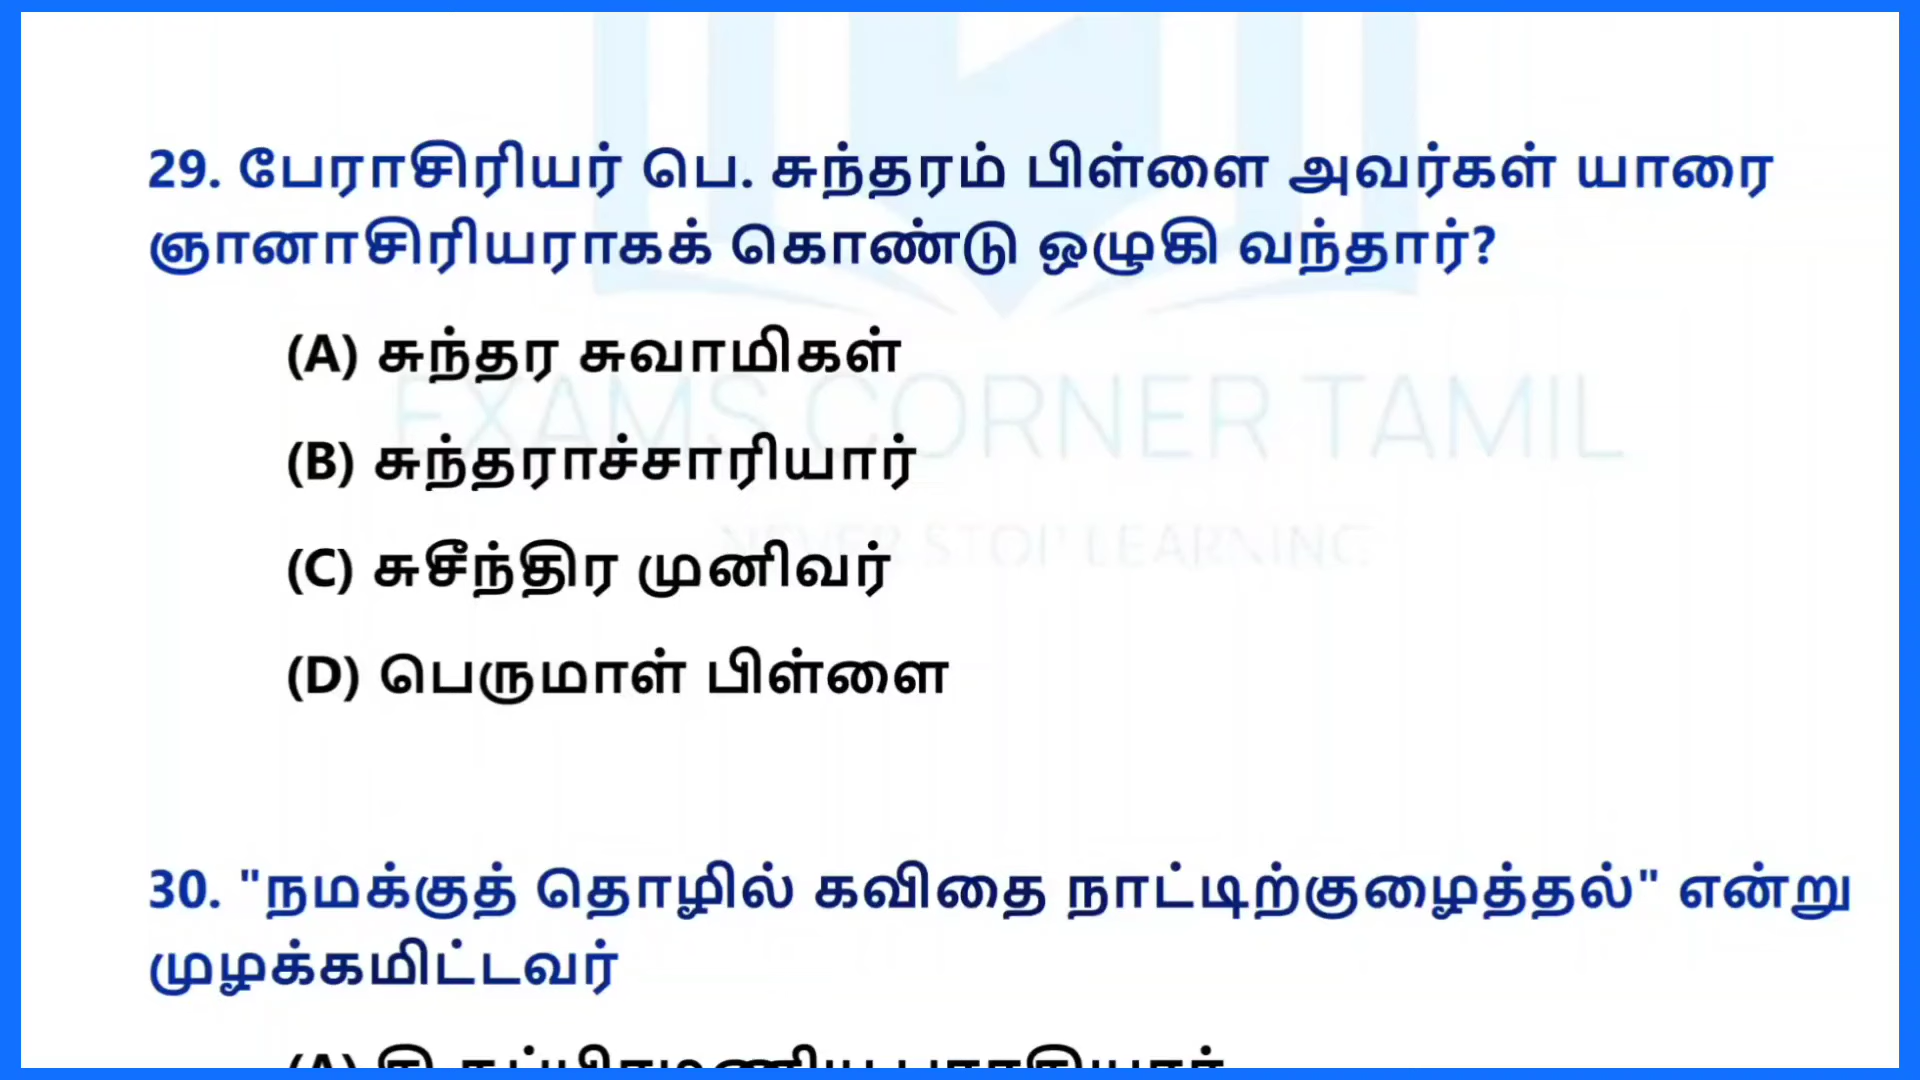 29. பேராசிரியர் பெ. சுந்தரம் பிள்ளை அவர்கள் யாரை
ஞானாசிரியராகக் கொண்டு ஒழுகி வந்தார்?
(A) சுந்தர சுவாமிகள்
EXAMS CORNER TAMIL
(B) சுந்தராச்சாரியார்
NEVER STOP LEARNING
(C) சுசீந்திர முனிவர்
(D) பெருமாள் பிள்ளை
30. "நமக்குத் தொழில் கவிதை நாட்டிற்குழைத்தல்" என்று
முழக்கமிட்டவர்
(A)